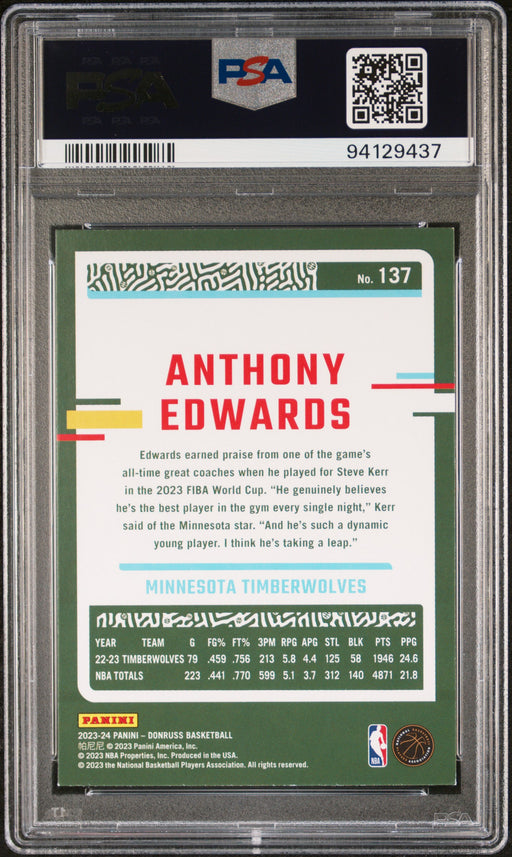 PSA
94129437
No. 137
ANTHONY
EDWARDS
Edwards earned praise from one of the game's
all-time great coaches when he played for Steve Kerr
in the 2023 FIBA World Cup. "He genuinely believes
he's the best player in the gym every single night," Kerr
said of the Minnesota star. "And he's such a dynamic
young player. I think he's taking a leap."
MINNESOTA TIMBERWOLVES
YEAR TEAM G FG% FT% 3PM RPG APG STL BLK PTS PPG
22-23 TIMBERWOLVES 79 .459 .756 213 5.8 4.4 125 58 1946 24.6
NBA TOTALS 223 .441 .770 599 5.1 3.7 312 140 4871 21.8
PANINI
2023-24 PANINI – DONRUSS BASKETBALL
帕尼尼 © 2023 Panini America, Inc.
© 2023 NBA Properties, Inc. Produced in the USA.
© 2023 the National Basketball Players Association. All rights reserved.
NBA
NATIONAL BASKETBALL PLAYERS ASSOCIATION
PSA